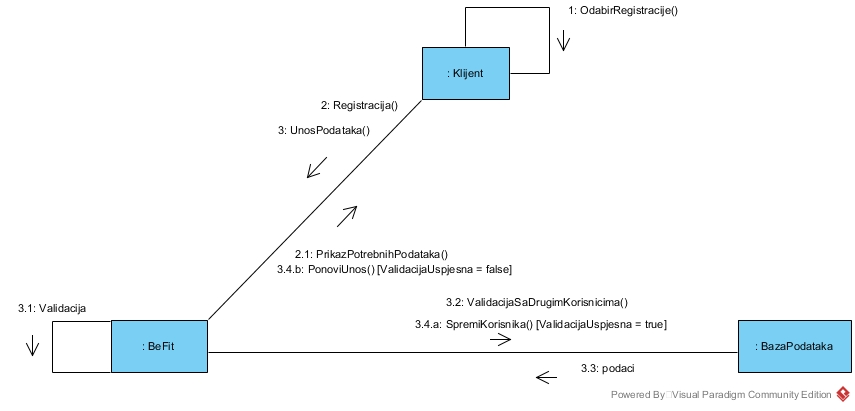 1: OdabirRegistracije()
: Klijent
2: Registracija()
3: UnosPodataka()
2.1: PrikazPotrebnihPodataka()
3.4.b: PonoviUnos() [ValidacijaUspjesna = false]
3.1: Validacija
3.2: ValidacijaSaDrugimKorisnicima()
3.4.a: SpremiKorisnika() [ValidacijaUspjesna = true]
: BeFit
: BazaPodataka
3.3: podaci
Powered By Visual Paradigm Community Edition